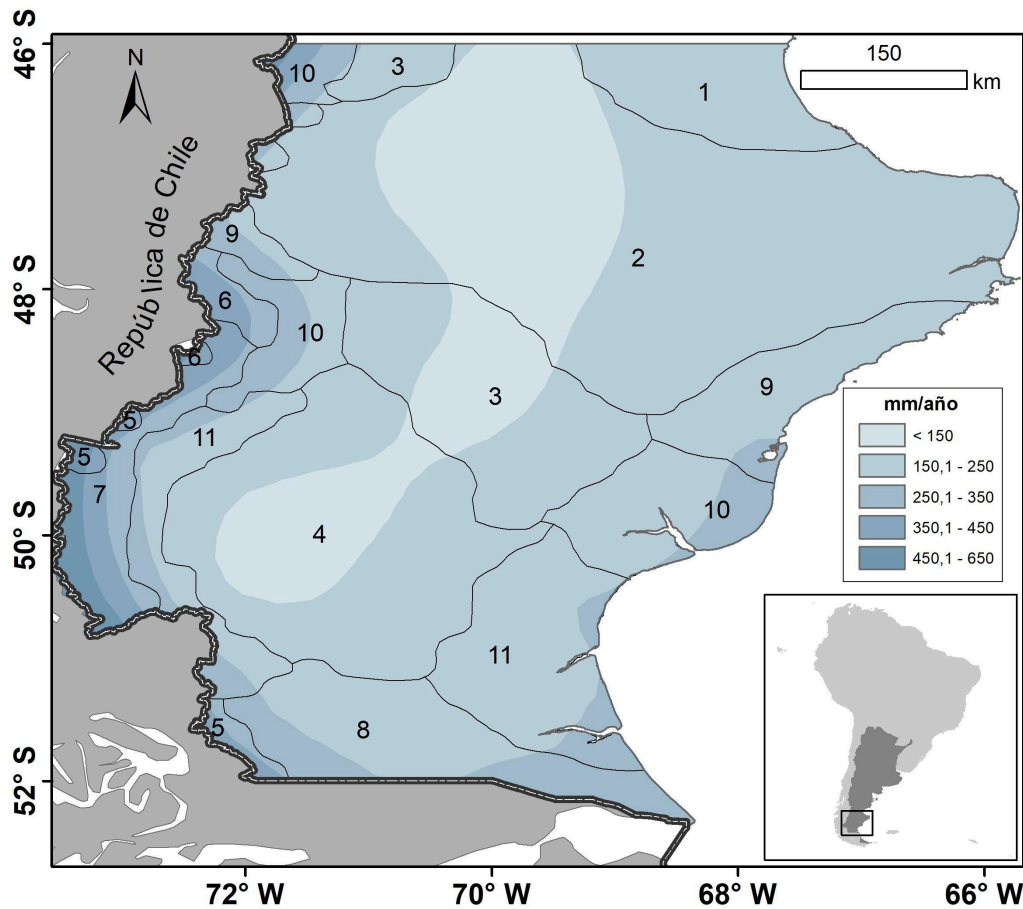 46° S
48° S
50° S
52° S
72° W
70° W
68° W
66° W
N
República de Chile
150
km
10
3
1
9
2
6
10
6
3
9
5
11
5
7
10
4
11
5
8
mm/año
< 150
150,1 - 250
250,1 - 350
350,1 - 450
450,1 - 650